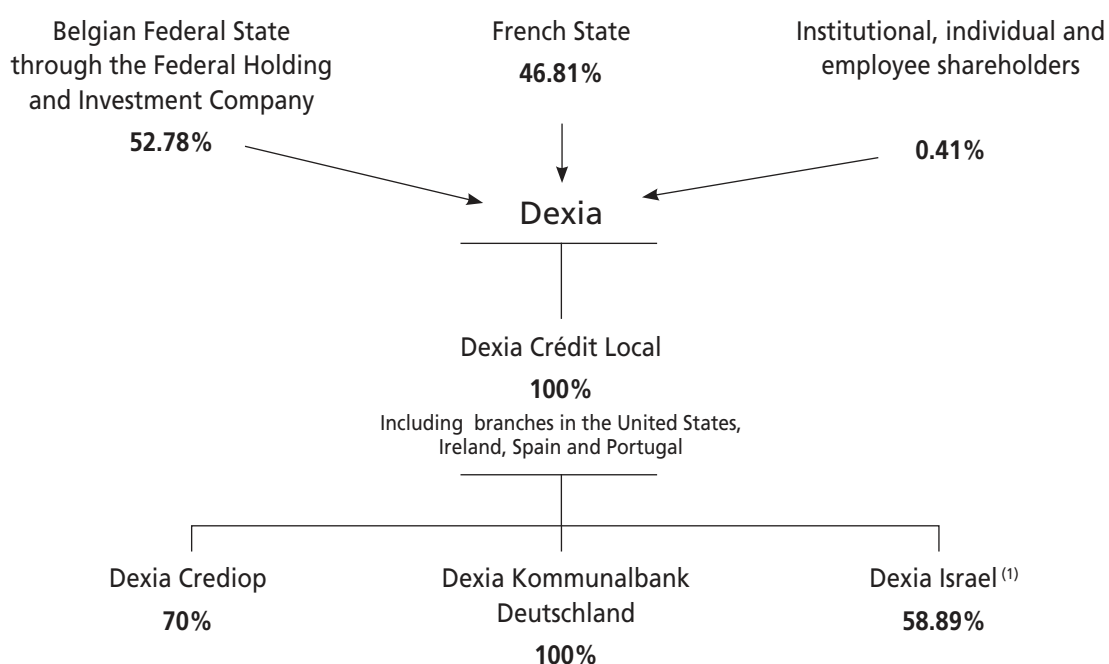 Belgian Federal State
through the Federal Holding
and Investment Company
52.78%
French State
46.81%
Institutional, individual and
employee shareholders
0.41%
Dexia
Dexia Crédit Local
100%
Including branches in the United States,
Ireland, Spain and Portugal
Dexia Crediop
70%
Dexia Kommunalbank
Deutschland
100%
Dexia Israel (1)
58.89%